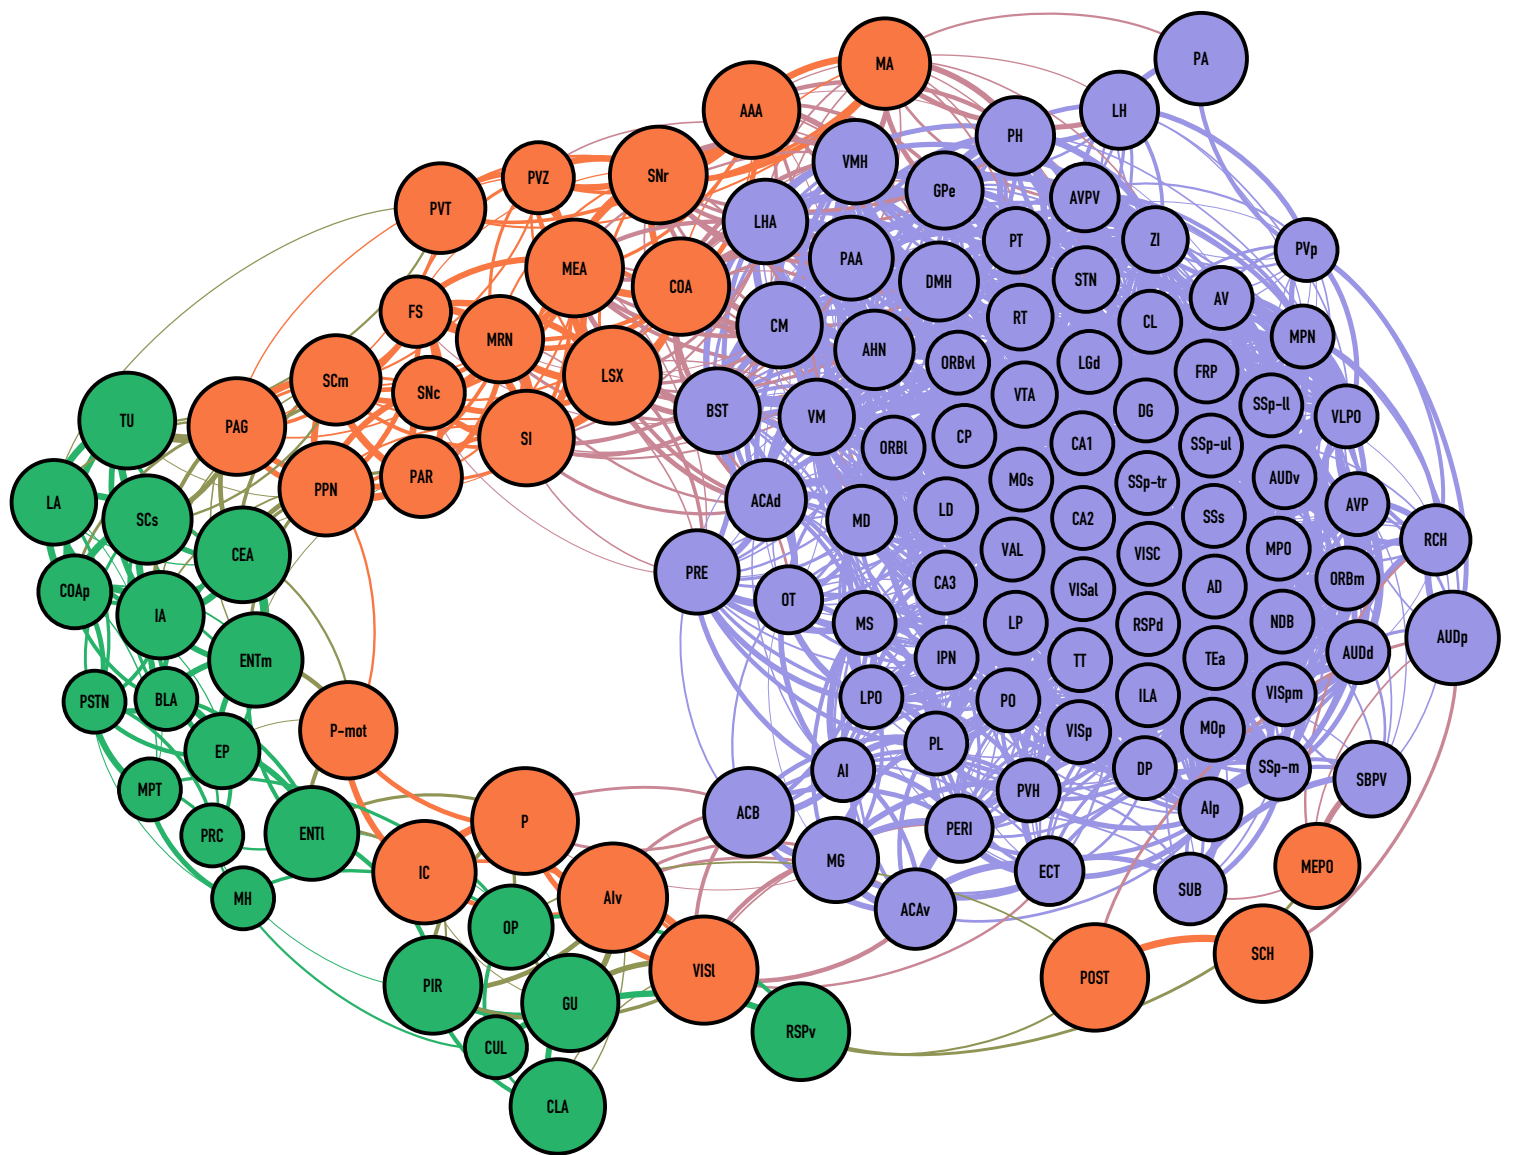 MA
PA
AAA
LH
PH
VMH
SNr
PVZ
GPe
AVPV
PVT
LHA
PT
ZI
PVp
PAA
MEA
DMH
STN
COA
AV
FS
RT
CL
CM
MPN
MRN
AHN
ORBvl
LGd
FRP
LSX
SCm
SNc
VTA
SSp-ll
BST
DG
VLPO
VM
TU
PAG
CP
SI
CA1
SSp-ul
ORBl
PAR
AUDv
MOs
SSp-tr
PPN
ACAd
LA
AVP
LD
SSs
CA2
SCs
MD
RCH
MPO
VAL
VISC
CEA
PRE
ORBm
CA3
AD
VISal
COAp
OT
IA
NDB
MS
LP
RSPd
AUDp
AUDd
IPN
TEa
TT
ENTm
VISpm
ILA
LPO
BLA
PO
PSTN
MOp
P-mot
VISp
PL
EP
DP
SSp-m
AI
SBPV
MPT
PVH
AIp
ACB
P
PERI
ENTl
PRC
MG
MEPO
ECT
IC
SUB
MH
AIv
ACAv
OP
SCH
VISl
POST
PIR
GU
RSPv
CUL
CLA